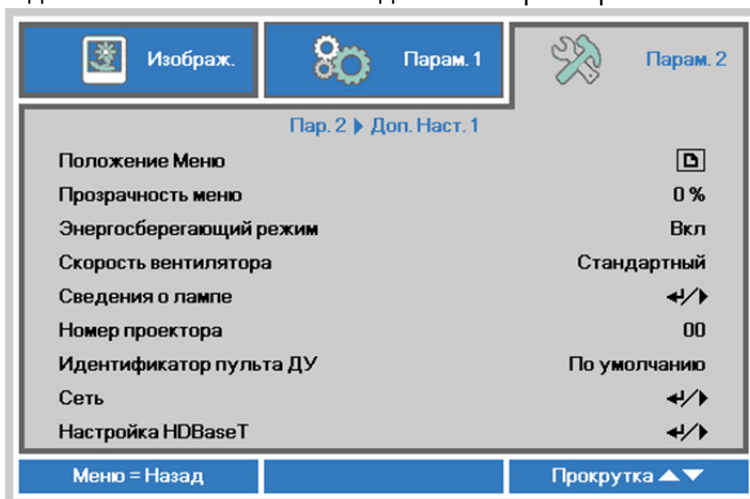 Изображ.
Парам. 1
Парам. 2
Пар. 2 ▶ Доп. Наст. 1
Положение Меню
Прозрачность меню 0 %
Энергосберегающий режим Вкл
Скорость вентилятора Стандартный
Сведения о лампе ↵/▶
Номер проектора 00
Идентификатор пульта ДУ По умолчанию
Сеть ↵/▶
Настройка HDBaseT ↵/▶
Меню = Назад
Прокрутка ▲▼